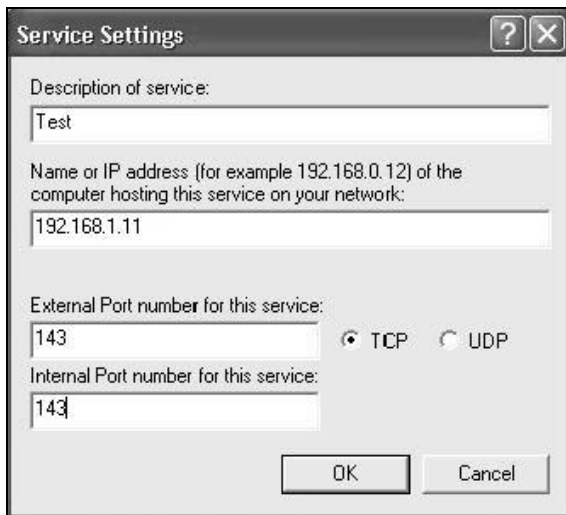 Service Settings
Description of service:
Test
Name or IP address (for example 192.168.0.12) of the
computer hosting this service on your network:
192.168.1.11
External Port number for this service:
143
TCP
UDP
Internal Port number for this service:
143
OK
Cancel